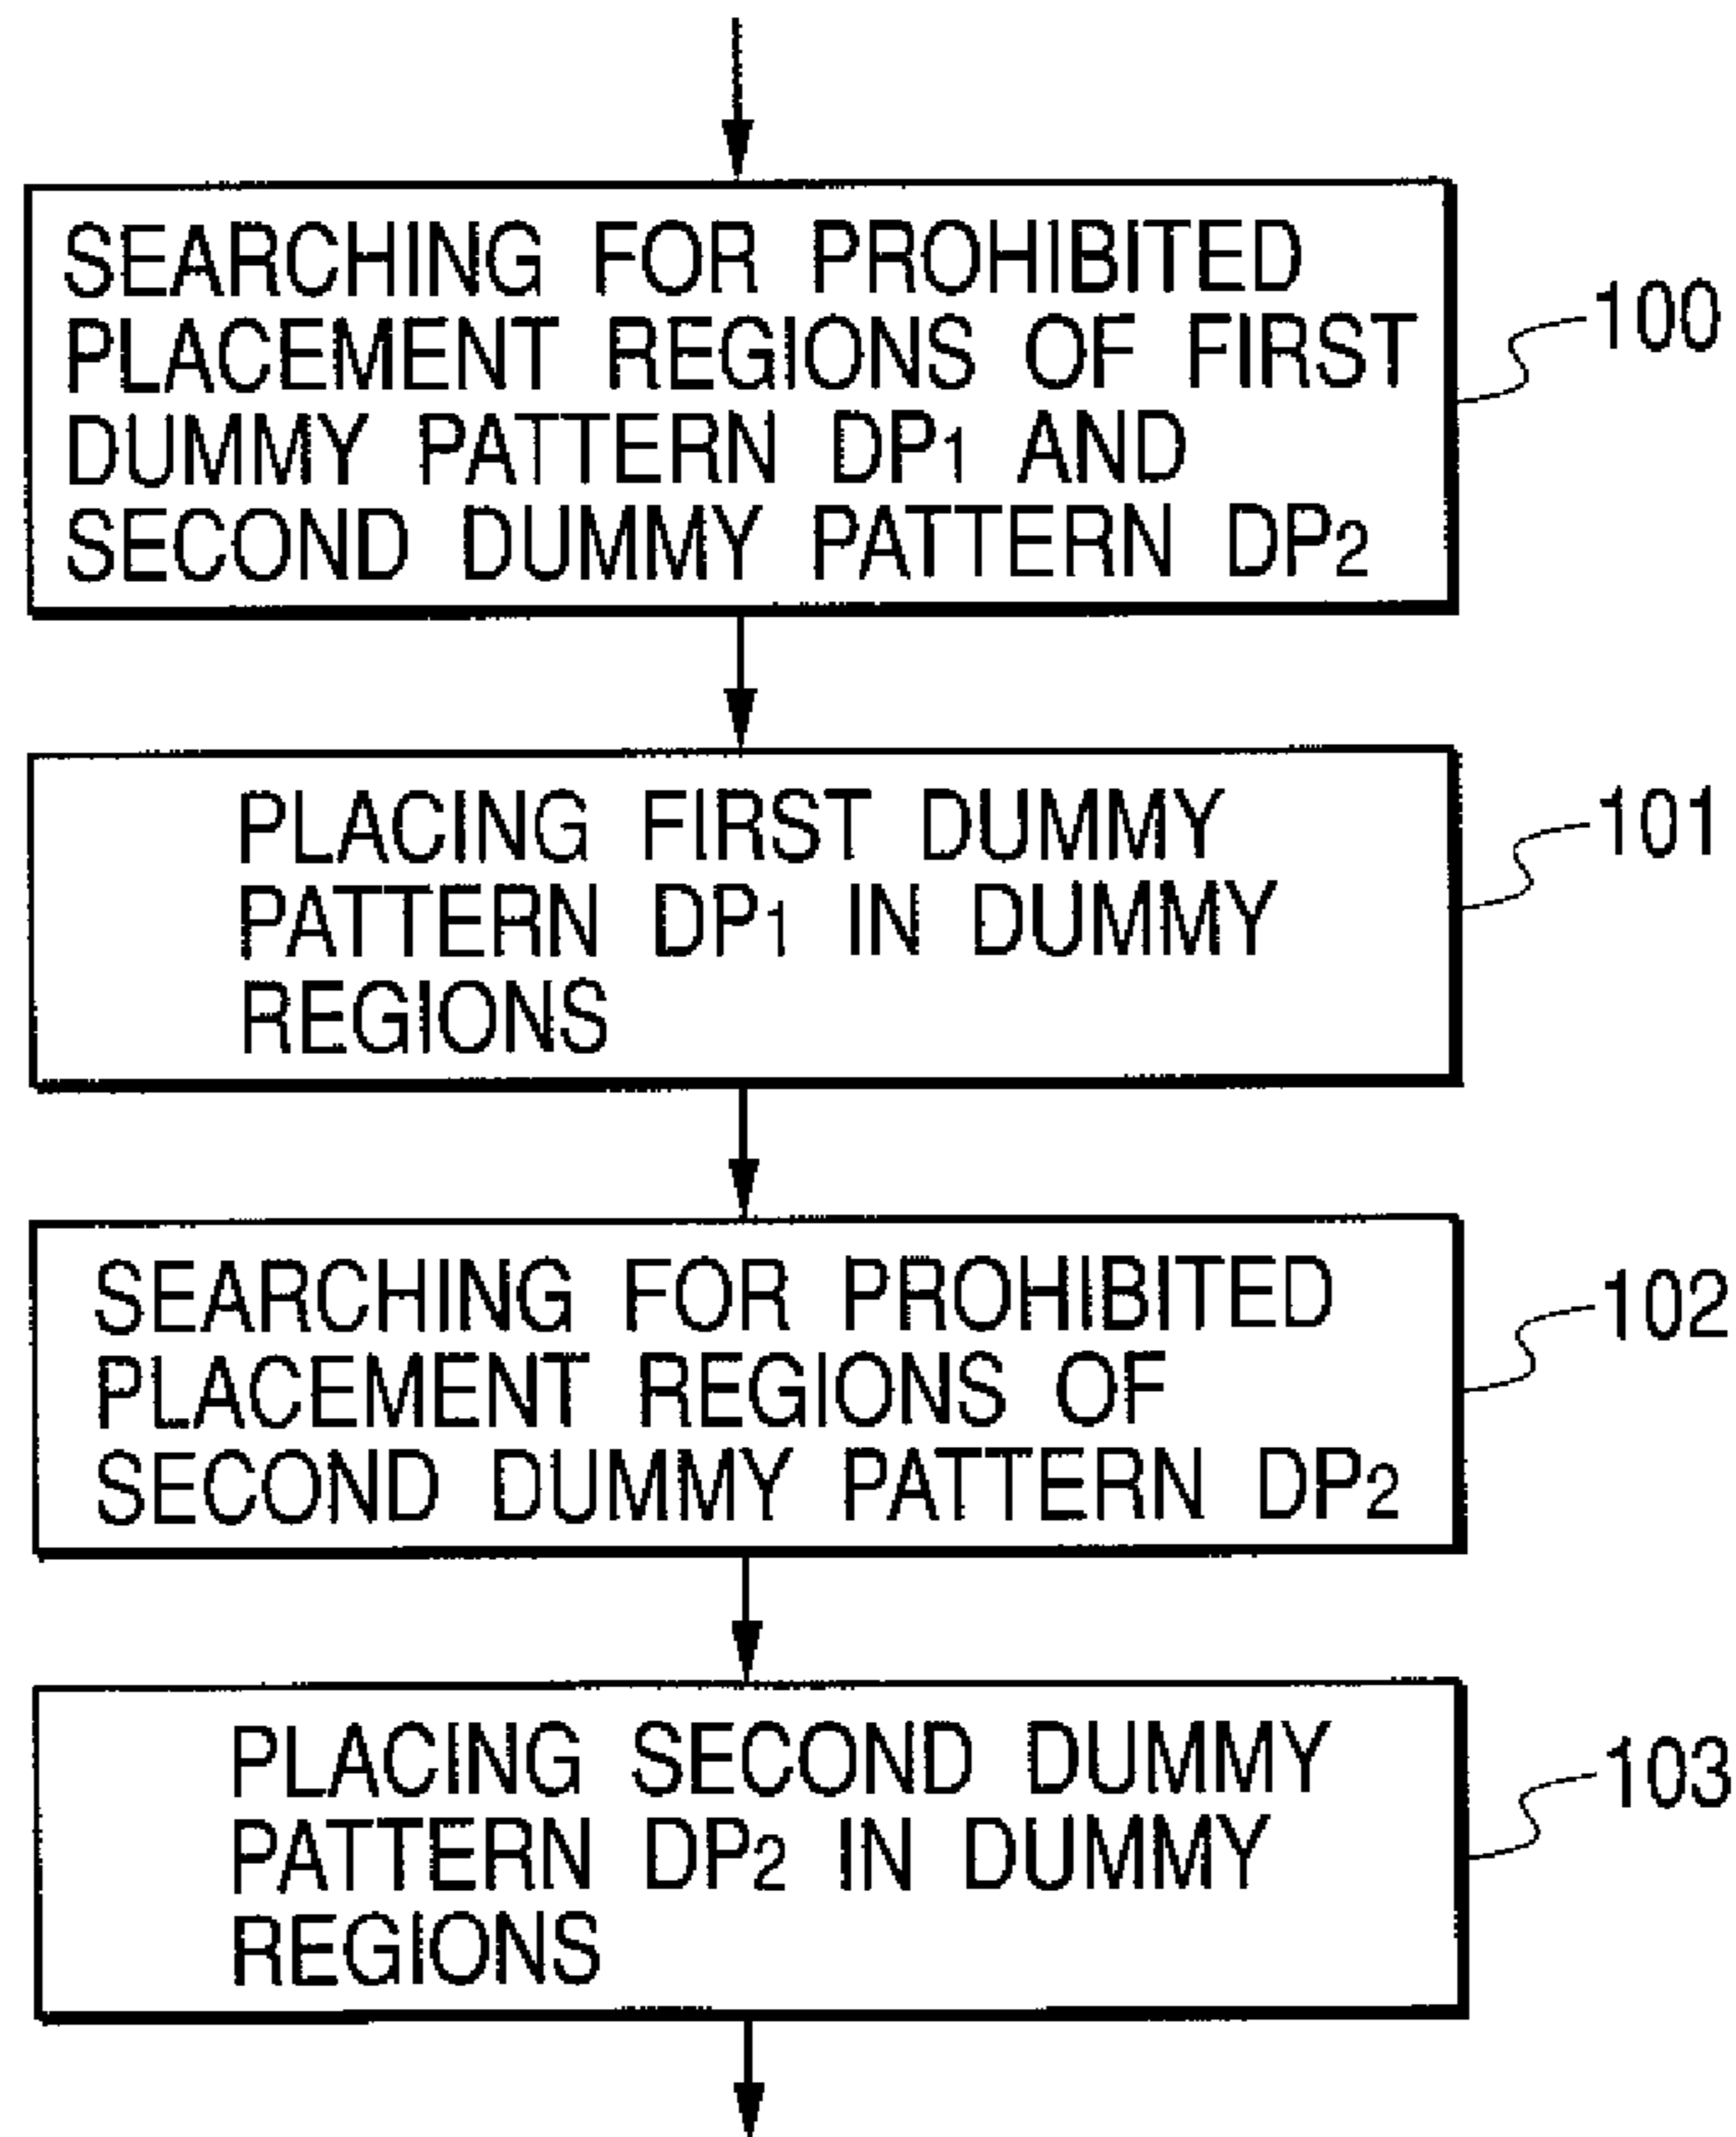 SEARCHING FOR PROHIBITED
PLACEMENT REGIONS OF FIRST
DUMMY PATTERN DP1 AND
SECOND DUMMY PATTERN DP2
100
PLACING FIRST DUMMY
PATTERN DP1 IN DUMMY
REGIONS
101
SEARCHING FOR PROHIBITED
PLACEMENT REGIONS OF
SECOND DUMMY PATTERN DP2
102
PLACING SECOND DUMMY
PATTERN DP2 IN DUMMY
REGIONS
103